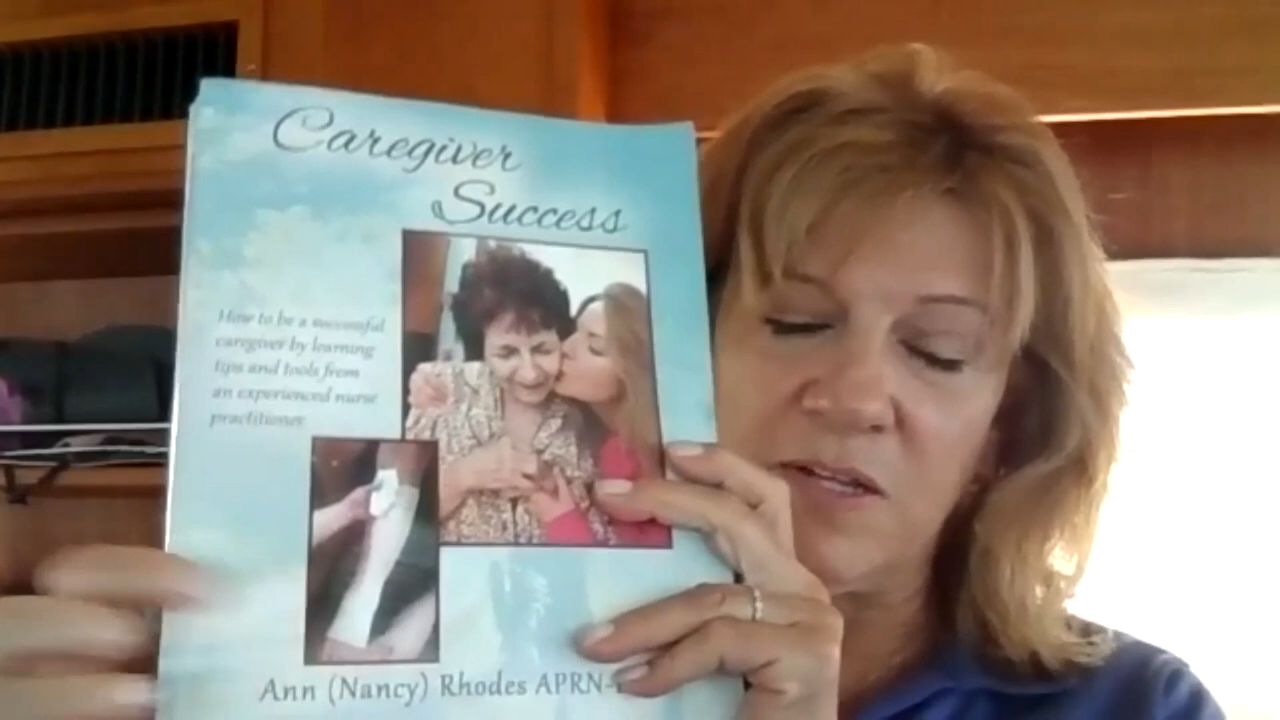 Caregiver
Success
How to be a successful
caregiver by learning
tips and tools from
an experienced nurse
practitioner
Ann (Nancy) Rhodes APRN-